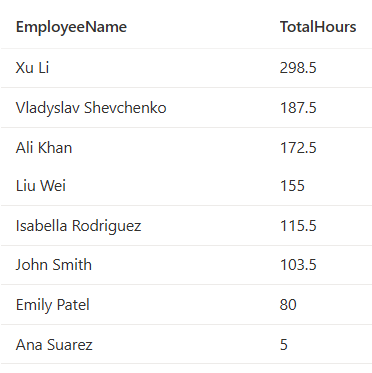 EmployeeName TotalHours
Xu Li 298.5
Vladyslav Shevchenko 187.5
Ali Khan 172.5
Liu Wei 155
Isabella Rodriguez 115.5
John Smith 103.5
Emily Patel 80
Ana Suarez 5